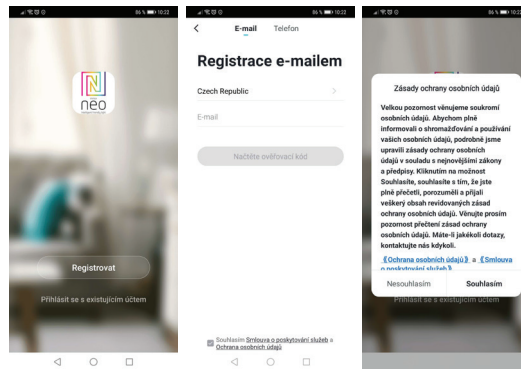 86 % 10:22
neo
Registrovat
Přihlásit se s existujícím účtem
86 % 10:22
E-mail Telefon
Registrace e-mailem
Czech Republic
E-mail
Načtěte ověřovací kód
Souhlasím Smlouva o poskytování služeb a
Ochrana osobních údajů
86 % 10:22
Zásady ochrany osobních údajů
Velkou pozornost věnujeme soukromí
osobních údajů. Abychom plně
informovali o shromažďování a používání
vašich osobních údajů, podrobně jsme
upravili zásady ochrany osobních
údajů v souladu s nejnovějšími zákony
a předpisy. Kliknutím na možnost
Souhlasíte, souhlasíte s tím, že jste
plně přečetli, porozuměli a přijali
veškerý obsah revidovaných zásad
ochrany osobních údajů. Věnujte prosím
pozornost přečtení zásad ochrany
osobních údajů. Máte-li jakékoli dotazy,
kontaktujte nás kdykoli.
《Ochrana osobních údajů》 a 《Smlouva
o poskytování služeb》
Nesouhlasím Souhlasím
Přihlásit se s existujícím účtem